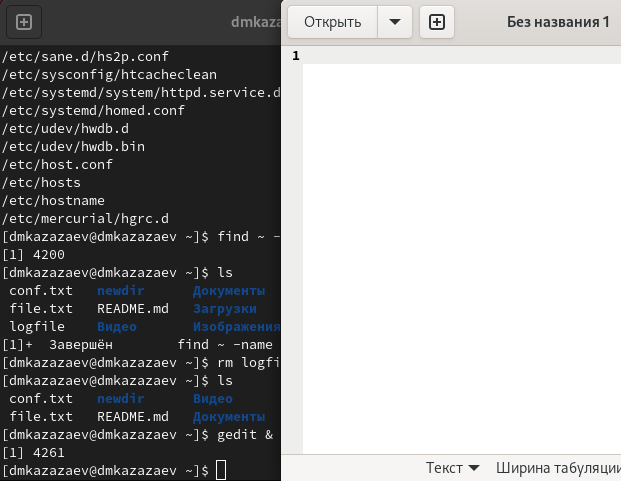 dmkaza
/etc/sane.d/hs2p.conf
/etc/sysconfig/htcacheclean
/etc/systemd/system/httpd.service.d
/etc/systemd/homed.conf
/etc/udev/hwdb.d
/etc/udev/hwdb.bin
/etc/host.conf
/etc/hosts
/etc/hostname
/etc/mercurial/hgrc.d
[dmkazazaev@dmkazazaev ~]$ find ~ -
[1] 4200
[dmkazazaev@dmkazazaev ~]$ ls
conf.txt newdir Документы
file.txt README.md Загрузки
logfile Видео Изображения
[1]+ Завершён find ~ -name
[dmkazazaev@dmkazazaev ~]$ rm logfi
[dmkazazaev@dmkazazaev ~]$ ls
conf.txt newdir Видео
file.txt README.md Документы
[dmkazazaev@dmkazazaev ~]$ gedit &
[1] 4261
[dmkazazaev@dmkazazaev ~]$
Открыть
Без названия 1
1
Текст
Ширина табуляции